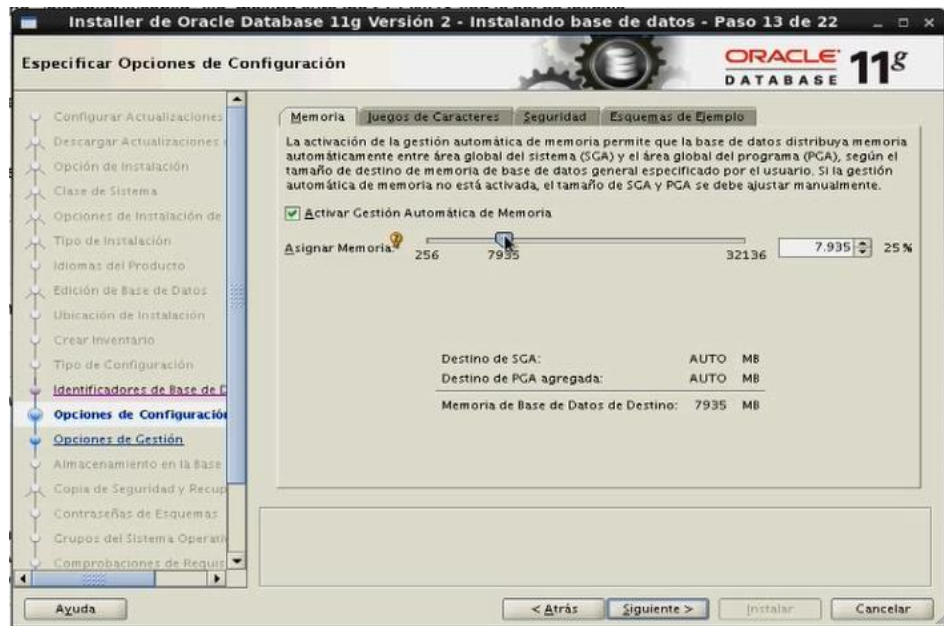 Installer de Oracle Database 11g Versión 2 - Instalando base de datos - Paso 13 de 22
Especificar Opciones de Configuración
ORACLE
DATABASE
11g
Configurar Actualizaciones
Descargar Actualizaciones
Opción de Instalación
Clase de Sistema
Opciones de Instalación de
Tipo de Instalación
Idiomas del Producto
Edición de Base de Datos
Ubicación de Instalación
Crear Inventario
Tipo de Configuración
Identificadores de Base de D
Opciones de Configuración
Opciones de Gestión
Almacenamiento en la Base
Copia de Seguridad y Recup
Contraseñas de Esquemas
Grupos del Sistema Operati
Comprobaciones de Requis
Memoria Juegos de Caracteres Seguridad Esquemas de Ejemplo
La activación de la gestión automática de memoria permite que la base de datos distribuya memoria
automáticamente entre área global del sistema (SGA) y el área global del programa (PGA), según el
tamaño de destino de memoria de base de datos general especificado por el usuario. Si la gestión
automática de memoria no está activada, el tamaño de SGA y PGA se debe ajustar manualmente.
Activar Gestión Automática de Memoria
Asignar Memoria: 256 7935 32136 7.935 25 %
Destino de SGA: AUTO MB
Destino de PGA agregada: AUTO MB
Memoria de Base de Datos de Destino: 7935 MB
Ayuda < Atrás Siguiente > Instalar Cancelar